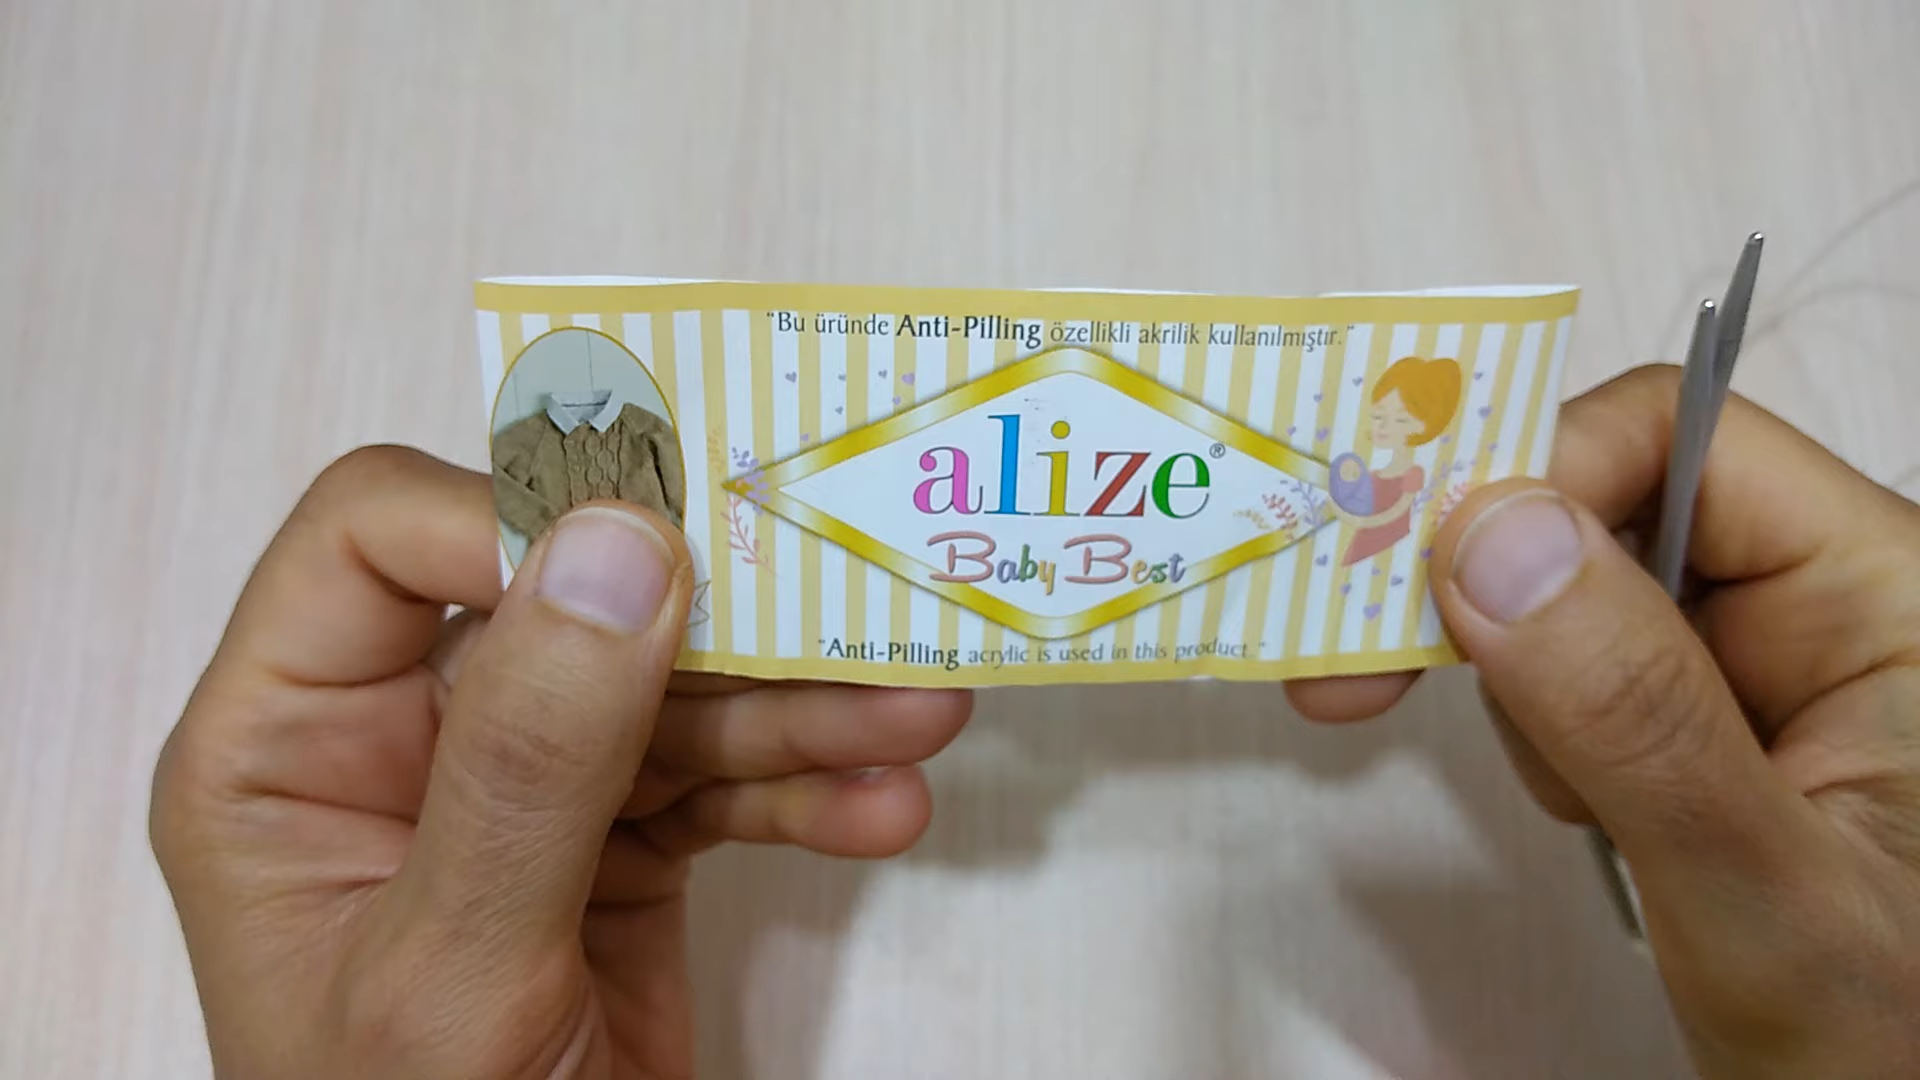 "Bu üründe Anti-Pilling özellikli akrilik kullanılmıştır."
alize®
Baby Best
"Anti-Pilling acrylic is used in this product."